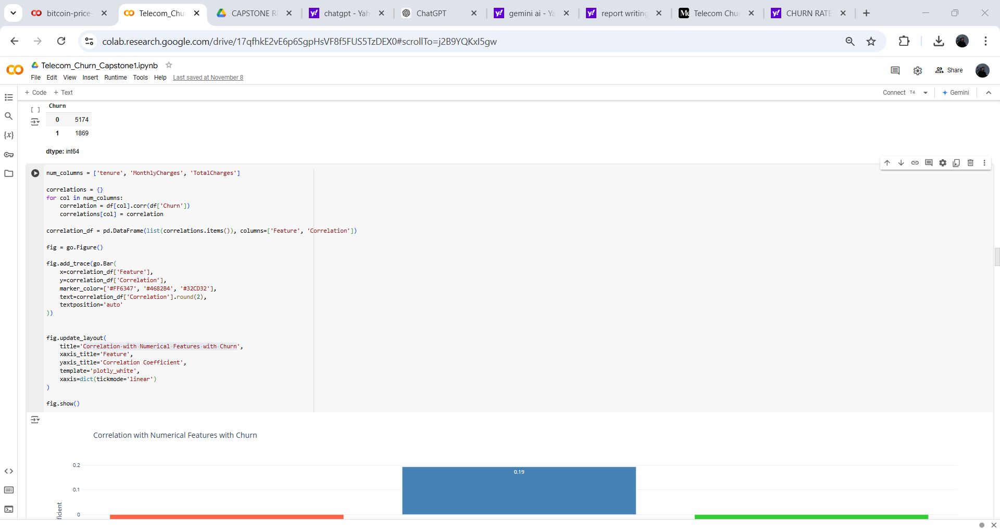 bitcoin-price-
Telecom_Chu
CAPSTONE R
chatgpt - Yah
ChatGPT
gemini ai - Ya
report writing
Telecom Chur
CHURN RATE
colab.research.google.com/drive/17qfhkE2vE6p6SgpHsVF8f5FUS5TzDEX0#scrollTo=j2B9YQKxI5gw
Telecom_Churn_Capstone1.ipynb
Share
File Edit View Insert Runtime Tools Help Last saved at November 8
+ Code + Text
Connect T4
Gemini
Churn
[ ]
0 5174
1 1869
dtype: int64
num_columns = ['tenure', 'MonthlyCharges', 'TotalCharges']
correlations = {}
for col in num_columns:
correlation = df[col].corr(df['Churn'])
correlations[col] = correlation
correlation_df = pd.DataFrame(list(correlations.items()), columns=['Feature', 'Correlation'])
fig = go.Figure()
fig.add_trace(go.Bar(
x=correlation_df['Feature'],
y=correlation_df['Correlation'],
marker_color=['#FF6347', '#4682B4', '#32CD32'],
text=correlation_df['Correlation'].round(2),
textposition='auto'
))
fig.update_layout(
title='Correlation with Numerical Features with Churn',
xaxis_title='Feature',
yaxis_title='Correlation Coefficient',
template='plotly_white',
xaxis=dict(tickmode='linear')
)
fig.show()
Correlation with Numerical Features with Churn
0.2
0.19
0.1
ficient
0